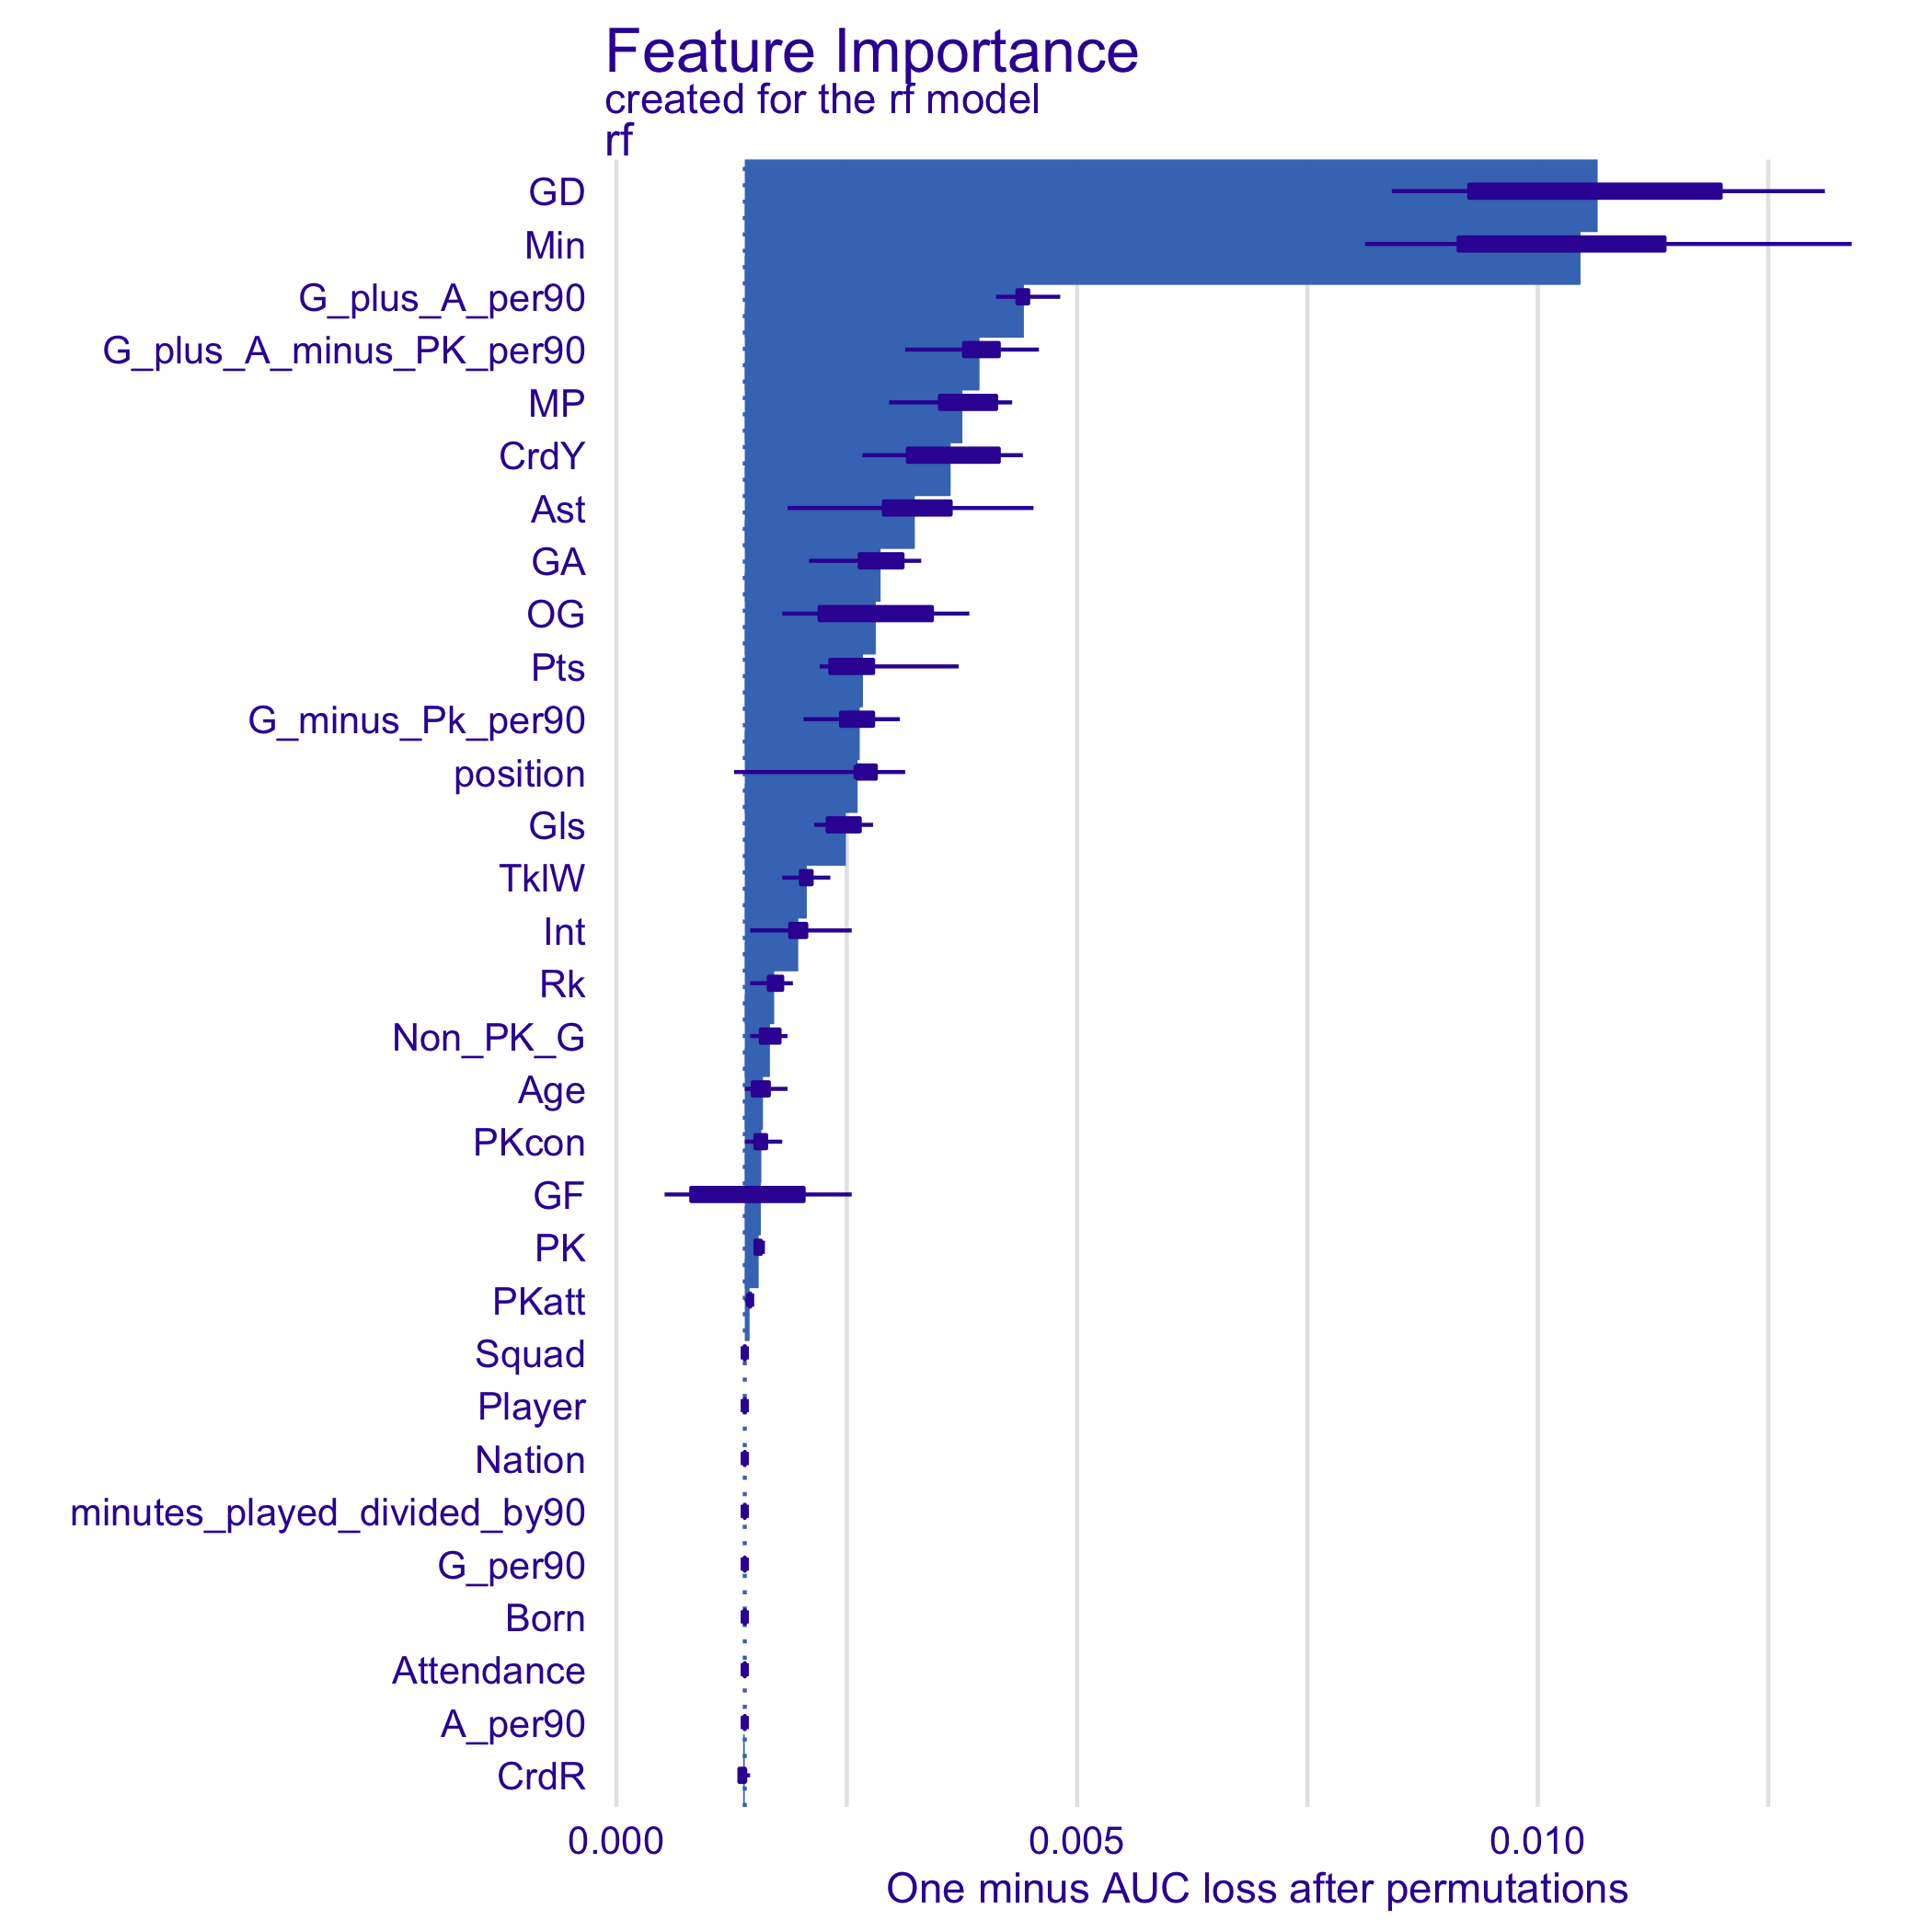 Feature Importance
created for the rf model
rf
GD
Min
G_plus_A_per90
G_plus_A_minus_PK_per90
MP
CrdY
Ast
GA
OG
Pts
G_minus_Pk_per90
position
Gls
TklW
Int
Rk
Non_PK_G
Age
PKcon
GF
PK
PKatt
Squad
Player
Nation
minutes_played_divided_by90
G_per90
Born
Attendance
A_per90
CrdR
0.000 0.005 0.010
One minus AUC loss after permutations